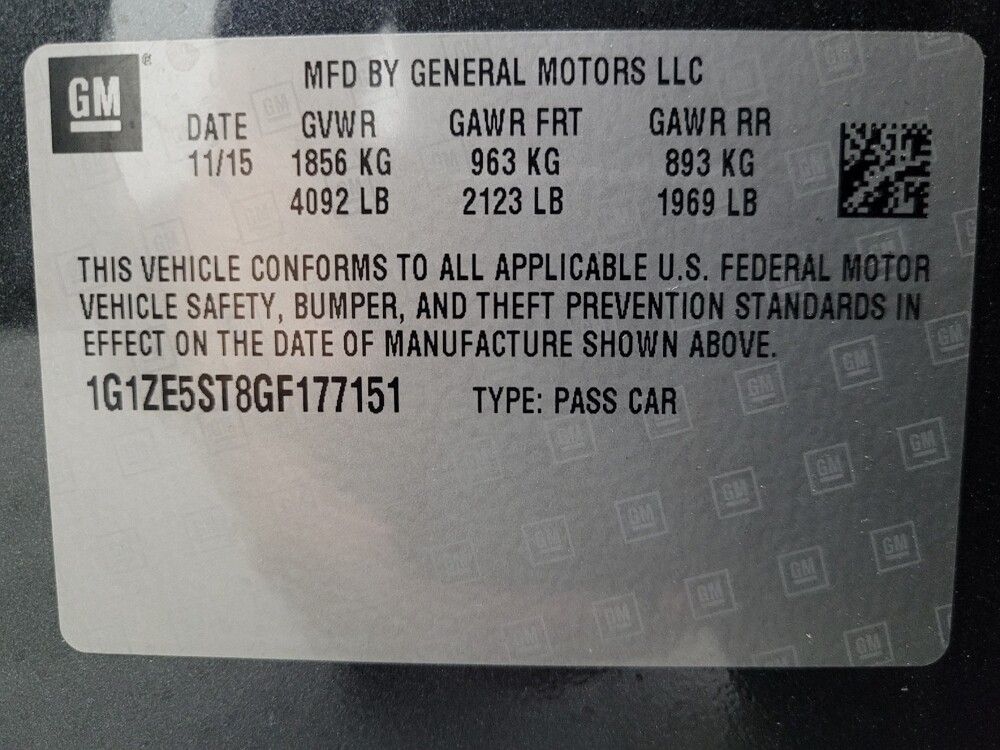 GM ®
MFD BY GENERAL MOTORS LLC
DATE GVWR GAWR FRT GAWR RR
11/15 1856 KG 963 KG 893 KG
4092 LB 2123 LB 1969 LB
THIS VEHICLE CONFORMS TO ALL APPLICABLE U.S. FEDERAL MOTOR
VEHICLE SAFETY, BUMPER, AND THEFT PREVENTION STANDARDS IN
EFFECT ON THE DATE OF MANUFACTURE SHOWN ABOVE.
1G1ZE5ST8GF177151 TYPE: PASS CAR